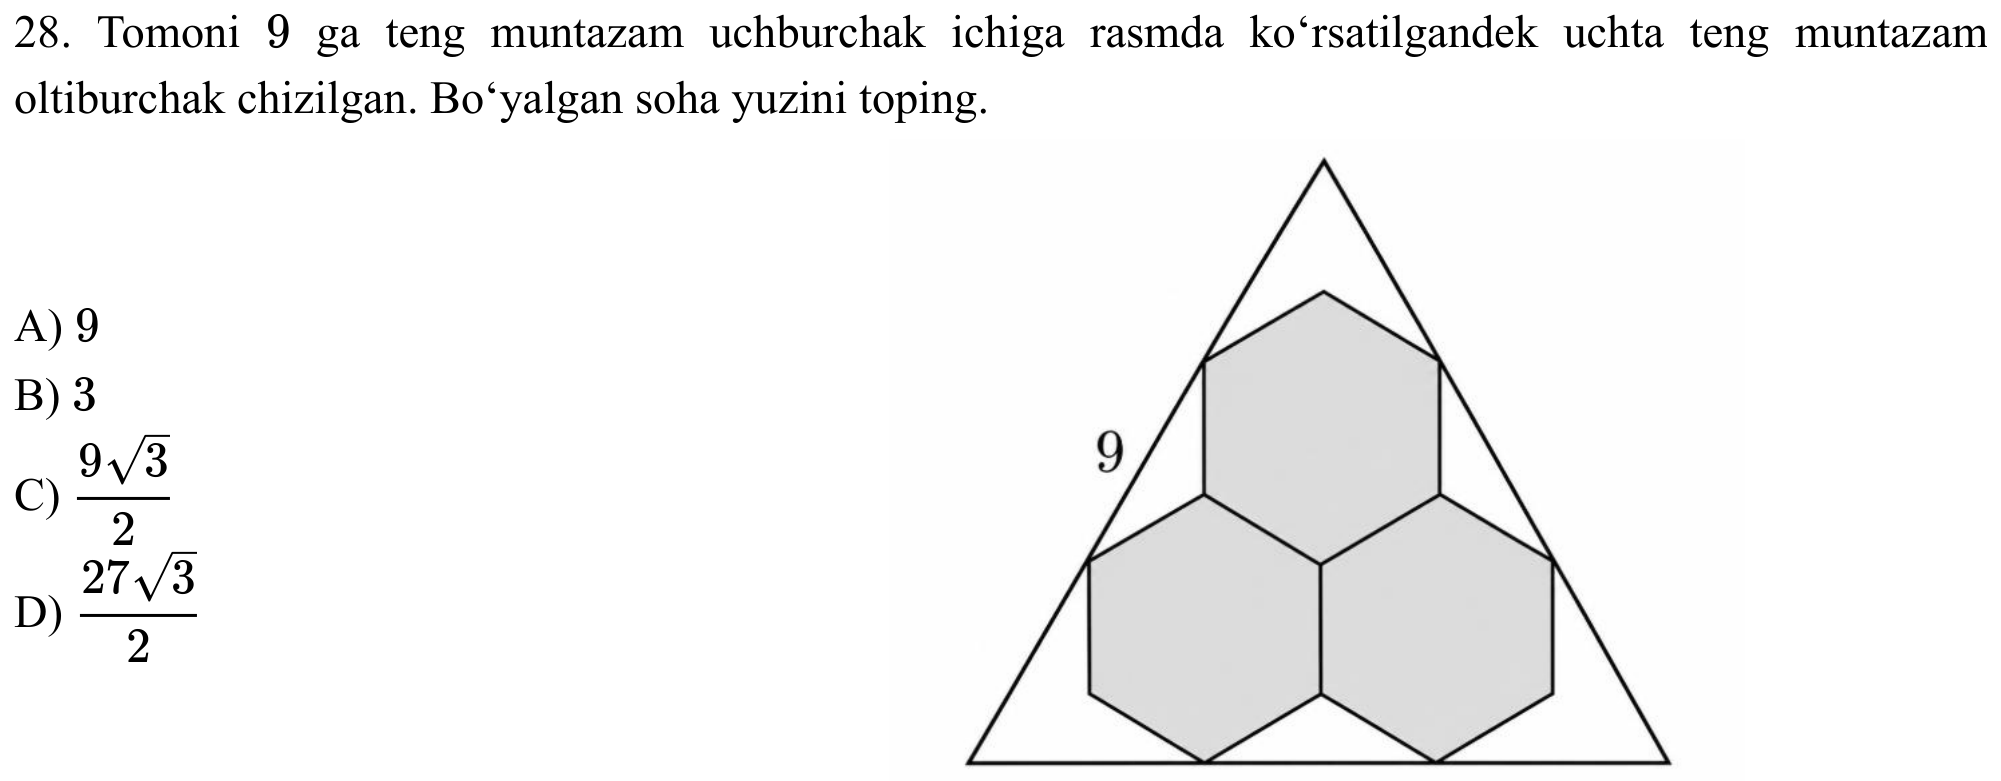 28. Tomoni 9 ga teng muntazam uchburchak ichiga rasmda ko‘rsatilgandek uchta teng muntazam
oltiburchak chizilgan. Bo‘yalgan soha yuzini toping.
A) 9
B) 3
C) 9√3/2
D) 27√3/2
9